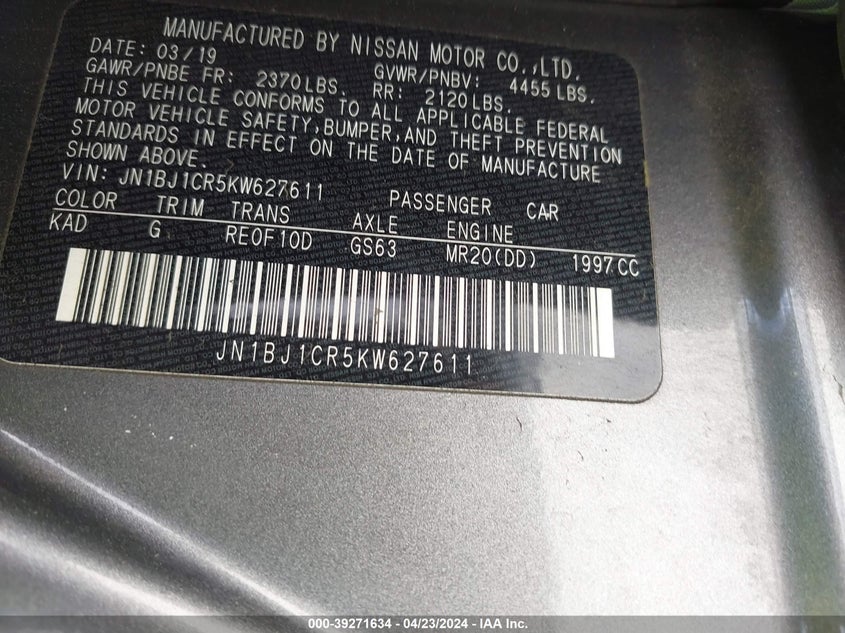 MANUFACTURED BY NISSAN MOTOR CO.,LTD.
DATE: 03/19
GAWR/PNBE FR: 2370LBS. GVWR/PNBV: 4455LBS.
RR: 2120LBS.
THIS VEHICLE CONFORMS TO ALL APPLICABLE FEDERAL
MOTOR VEHICLE SAFETY,BUMPER,AND THEFT PREVENTION
STANDARDS IN EFFECT ON THE DATE OF MANUFACTURE
SHOWN ABOVE.
VIN: JN1BJ1CR5KW627611 PASSENGER CAR
COLOR TRIM TRANS AXLE ENGINE
KAD G RE0F10D GS63 MR20(DD) 1997CC
JN1BJ1CR5KW627611
000-39271634 - 04/23/2024 - IAA Inc.